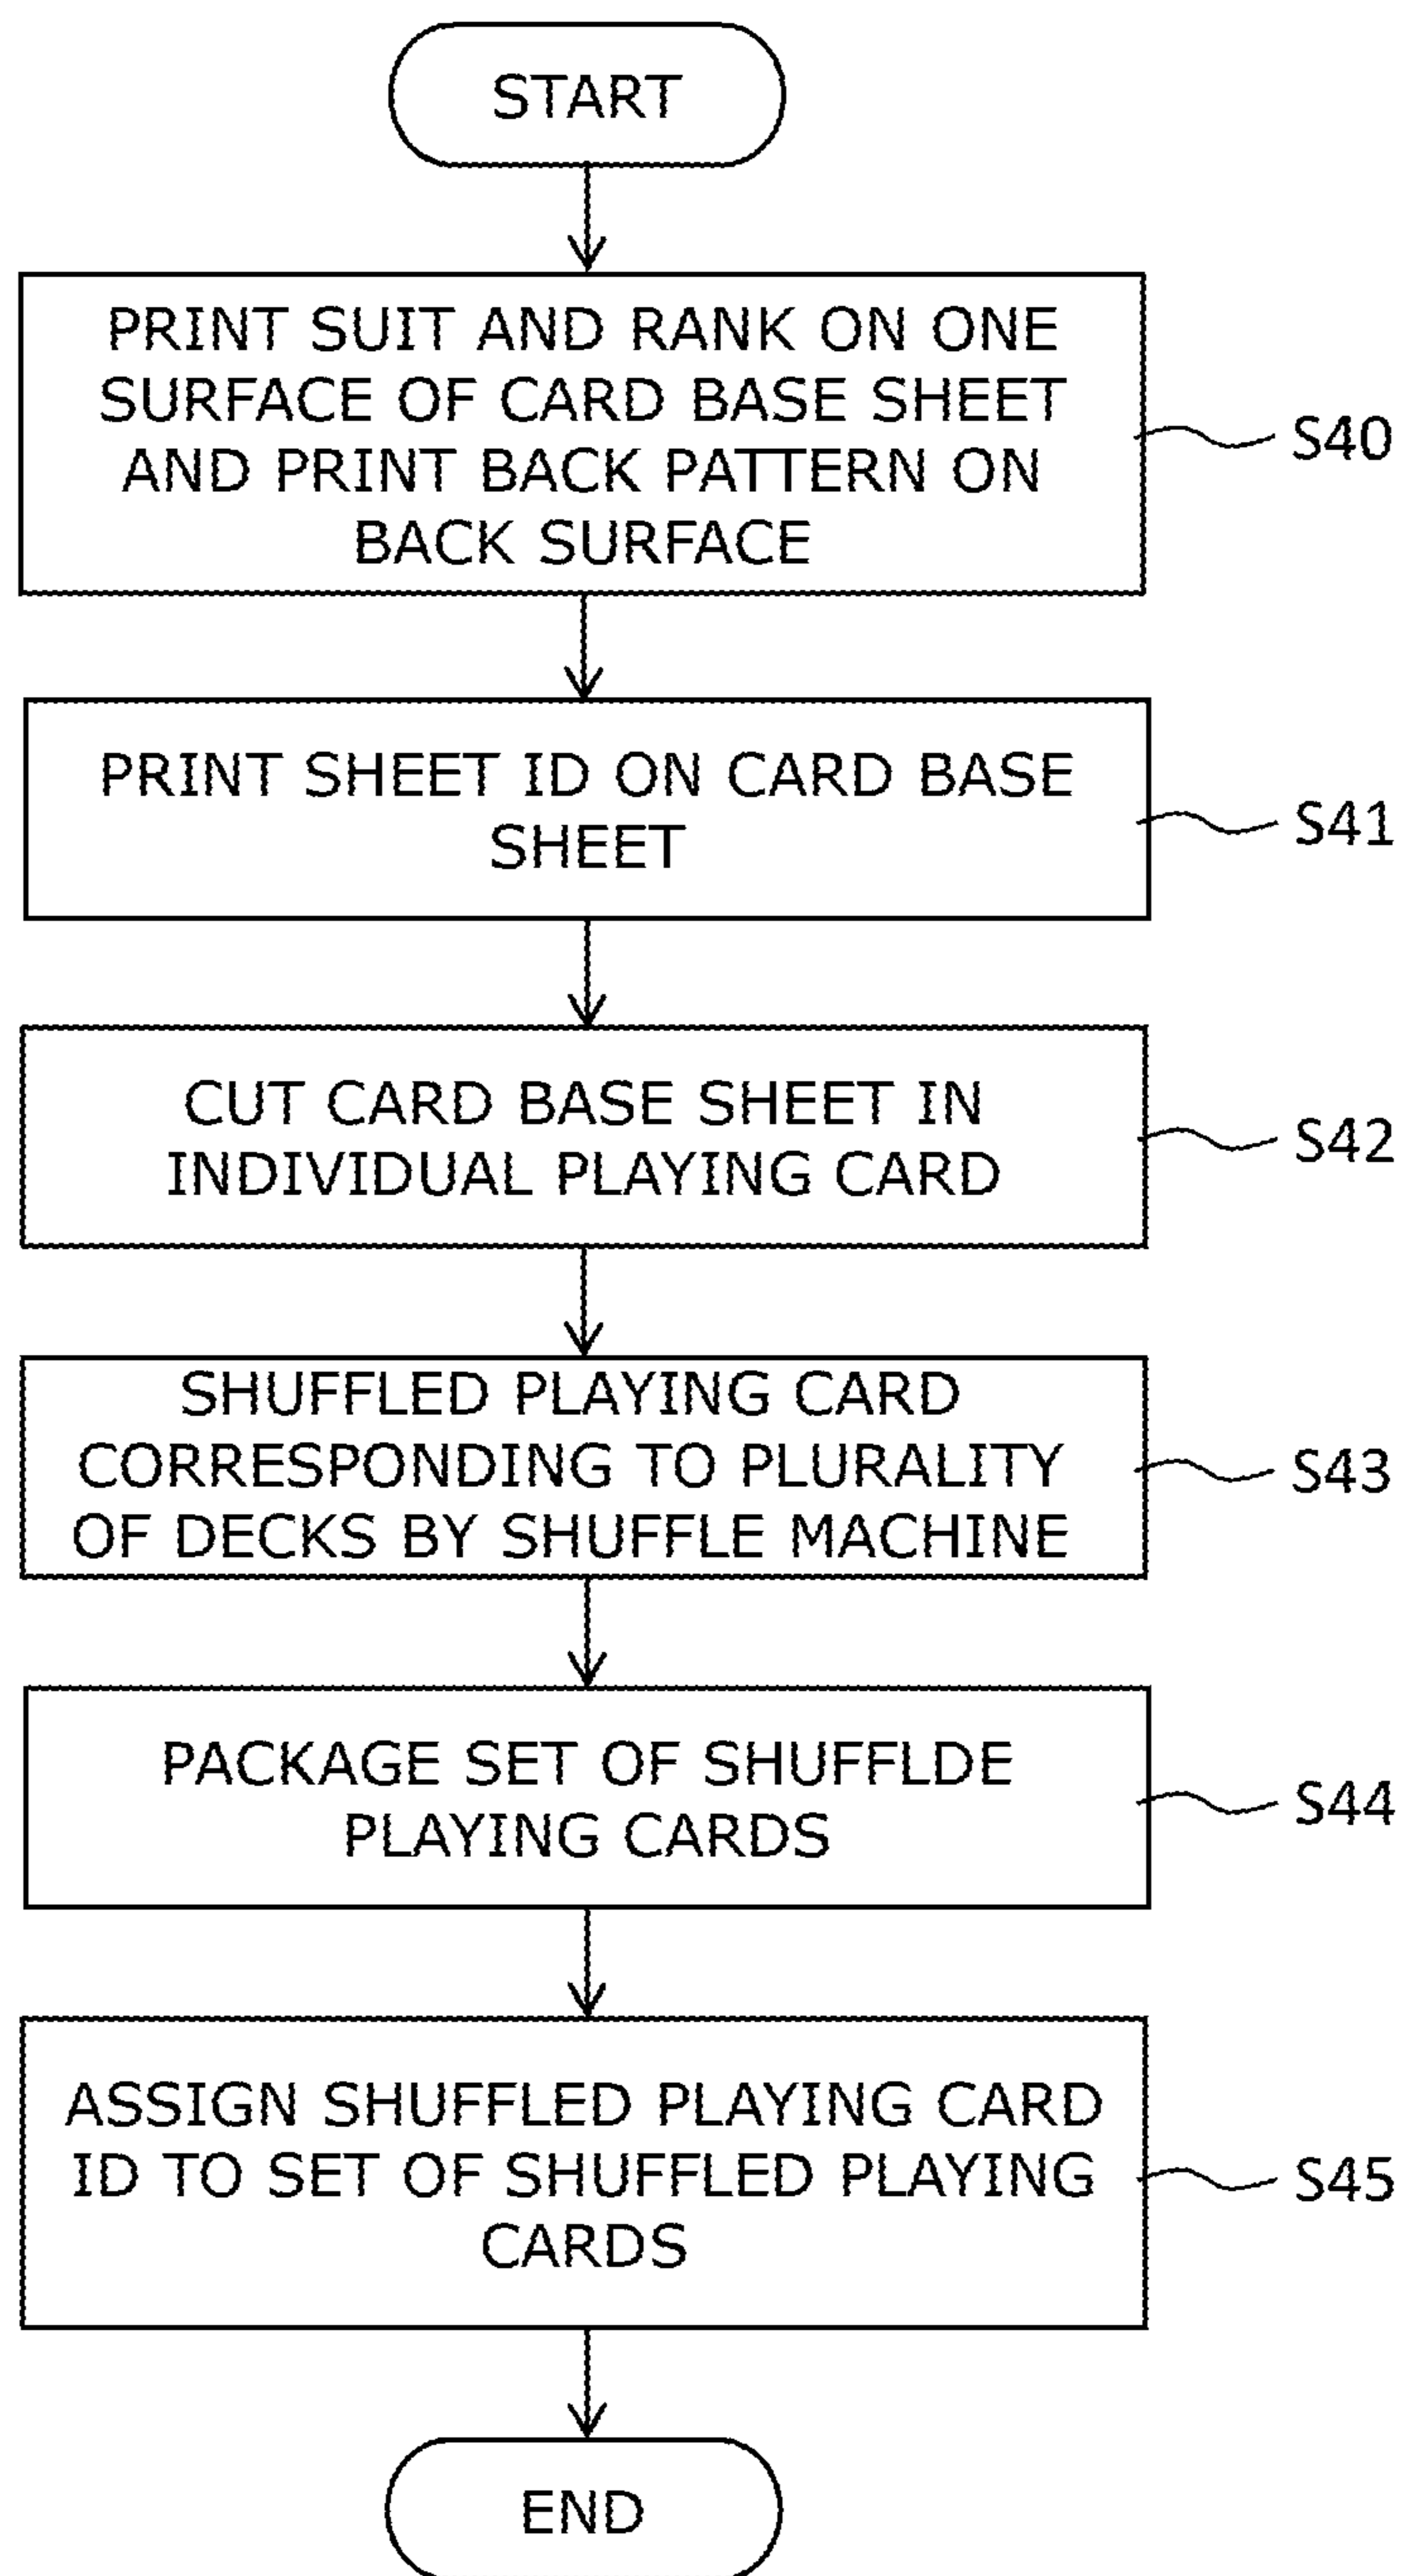 START
PRINT SUIT AND RANK ON ONE
SURFACE OF CARD BASE SHEET
AND PRINT BACK PATTERN ON
BACK SURFACE
S40
PRINT SHEET ID ON CARD BASE
SHEET
S41
CUT CARD BASE SHEET IN
INDIVIDUAL PLAYING CARD
S42
SHUFFLED PLAYING CARD
CORRESPONDING TO PLURALITY
OF DECKS BY SHUFFLE MACHINE
S43
PACKAGE SET OF SHUFFLDE
PLAYING CARDS
S44
ASSIGN SHUFFLED PLAYING CARD
ID TO SET OF SHUFFLED PLAYING
CARDS
S45
END